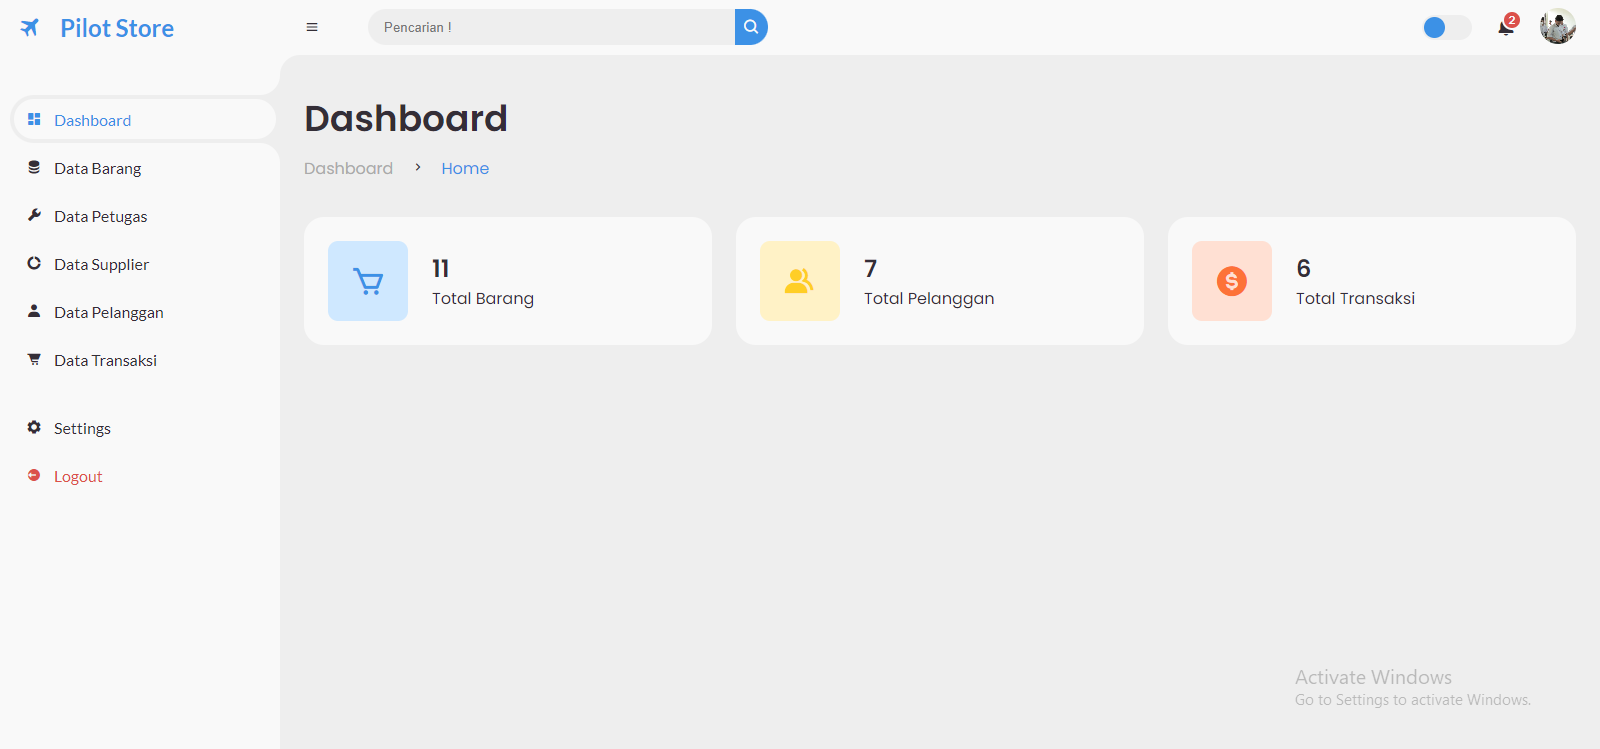 Pilot Store
Pencarian !
2
Dashboard
Data Barang
Data Petugas
Data Supplier
Data Pelanggan
Data Transaksi
Settings
Logout
Dashboard
Dashboard > Home
11
Total Barang
7
Total Pelanggan
6
Total Transaksi
Activate Windows
Go to Settings to activate Windows.